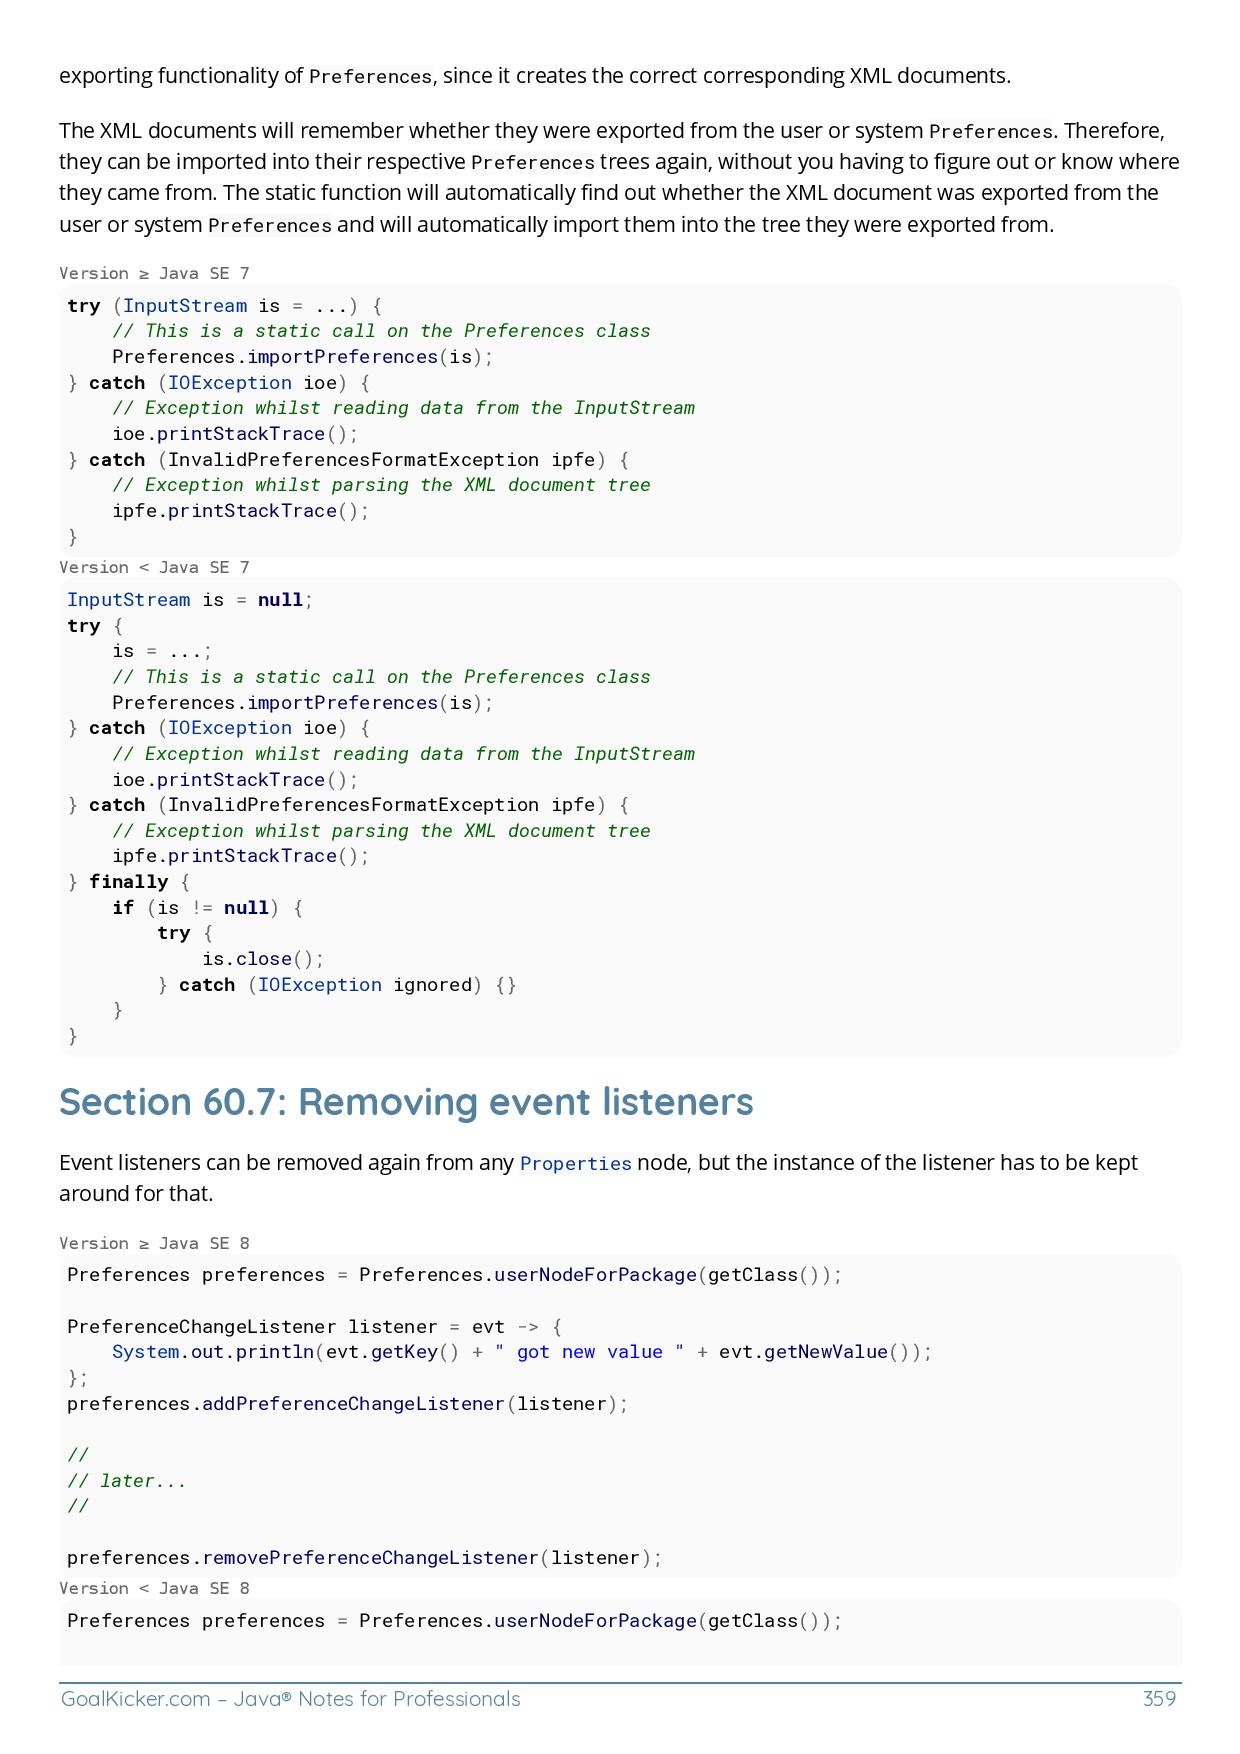 exporting functionality of Preferences, since it creates the correct corresponding XML documents.
The XML documents will remember whether they were exported from the user or system Preferences. Therefore,
they can be imported into their respective Preferences trees again, without you having to figure out or know where
they came from. The static function will automatically find out whether the XML document was exported from the
user or system Preferences and will automatically import them into the tree they were exported from.
Version ≥ Java SE 7
try (InputStream is = ...) {
    // This is a static call on the Preferences class
    Preferences.importPreferences(is);
} catch (IOException ioe) {
    // Exception whilst reading data from the InputStream
    ioe.printStackTrace();
} catch (InvalidPreferencesFormatException ipfe) {
    // Exception whilst parsing the XML document tree
    ipfe.printStackTrace();
}
Version < Java SE 7
InputStream is = null;
try {
    is = ...;
    // This is a static call on the Preferences class
    Preferences.importPreferences(is);
} catch (IOException ioe) {
    // Exception whilst reading data from the InputStream
    ioe.printStackTrace();
} catch (InvalidPreferencesFormatException ipfe) {
    // Exception whilst parsing the XML document tree
    ipfe.printStackTrace();
} finally {
    if (is != null) {
        try {
            is.close();
        } catch (IOException ignored) {}
    }
}
Section 60.7: Removing event listeners
Event listeners can be removed again from any Properties node, but the instance of the listener has to be kept
around for that.
Version ≥ Java SE 8
Preferences preferences = Preferences.userNodeForPackage(getClass());
PreferenceChangeListener listener = evt -> {
    System.out.println(evt.getKey() + " got new value " + evt.getNewValue());
};
preferences.addPreferenceChangeListener(listener);
//
// later...
//
preferences.removePreferenceChangeListener(listener);
Version < Java SE 8
Preferences preferences = Preferences.userNodeForPackage(getClass());
GoalKicker.com – Java® Notes for Professionals 359